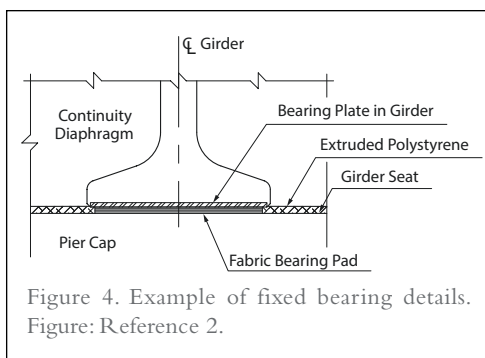 ℄ Girder
Continuity
Diaphragm
Bearing Plate in Girder
Extruded Polystyrene
Girder Seat
Pier Cap
Fabric Bearing Pad
Figure 4. Example of fixed bearing details.
Figure: Reference 2.